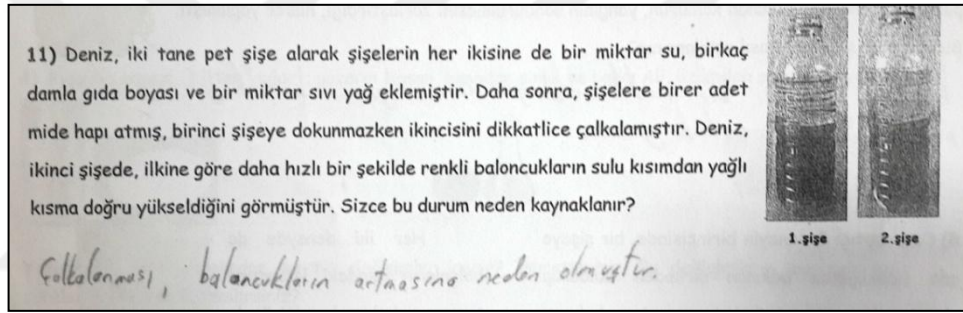 11) Deniz, iki tane pet şişe alarak şişelerin her ikisine de bir miktar su, birkaç
damla gıda boyası ve bir miktar sıvı yağ eklemiştir. Daha sonra, şişelere birer adet
mide hapı atmış, birinci şişeye dokunmazken ikincisini dikkatlice çalkalamıştır. Deniz,
ikinci şişede, ilkine göre daha hızlı bir şekilde renkli baloncukların sulu kısımdan yağlı
kısma doğru yükseldiğini görmüştür. Sizce bu durum neden kaynaklanır?
1.şişe 2.şişe
Çalkalanması, baloncukların artmasına neden olmuştur.